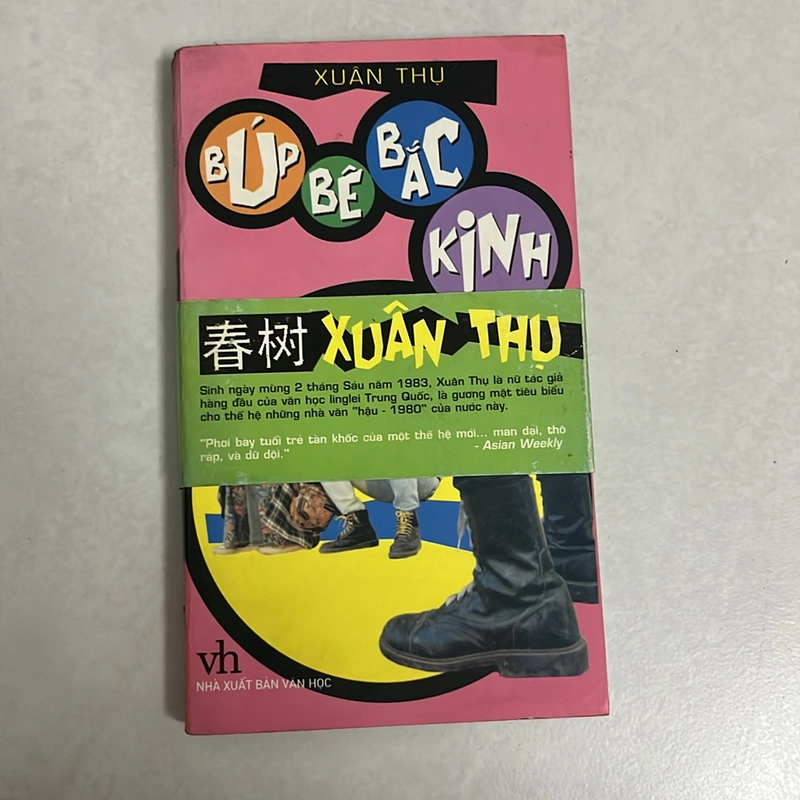 XUÂN THỤ
BÚP
BÊ
BẮC
KINH
春树 XUÂN THỤ
Sinh ngày mùng 2 tháng Sáu năm 1983, Xuân Thụ là nữ tác giả
hàng đầu của văn học linglei Trung Quốc, là gương mặt tiêu biểu
cho thế hệ những nhà văn "hậu - 1980" của nước này.
"Phơi bày tuổi trẻ tàn khốc của một thế hệ mới... man dại, thô
ráp, và dữ dội."
- Asian Weekly
vh
NHÀ XUẤT BẢN VĂN HỌC